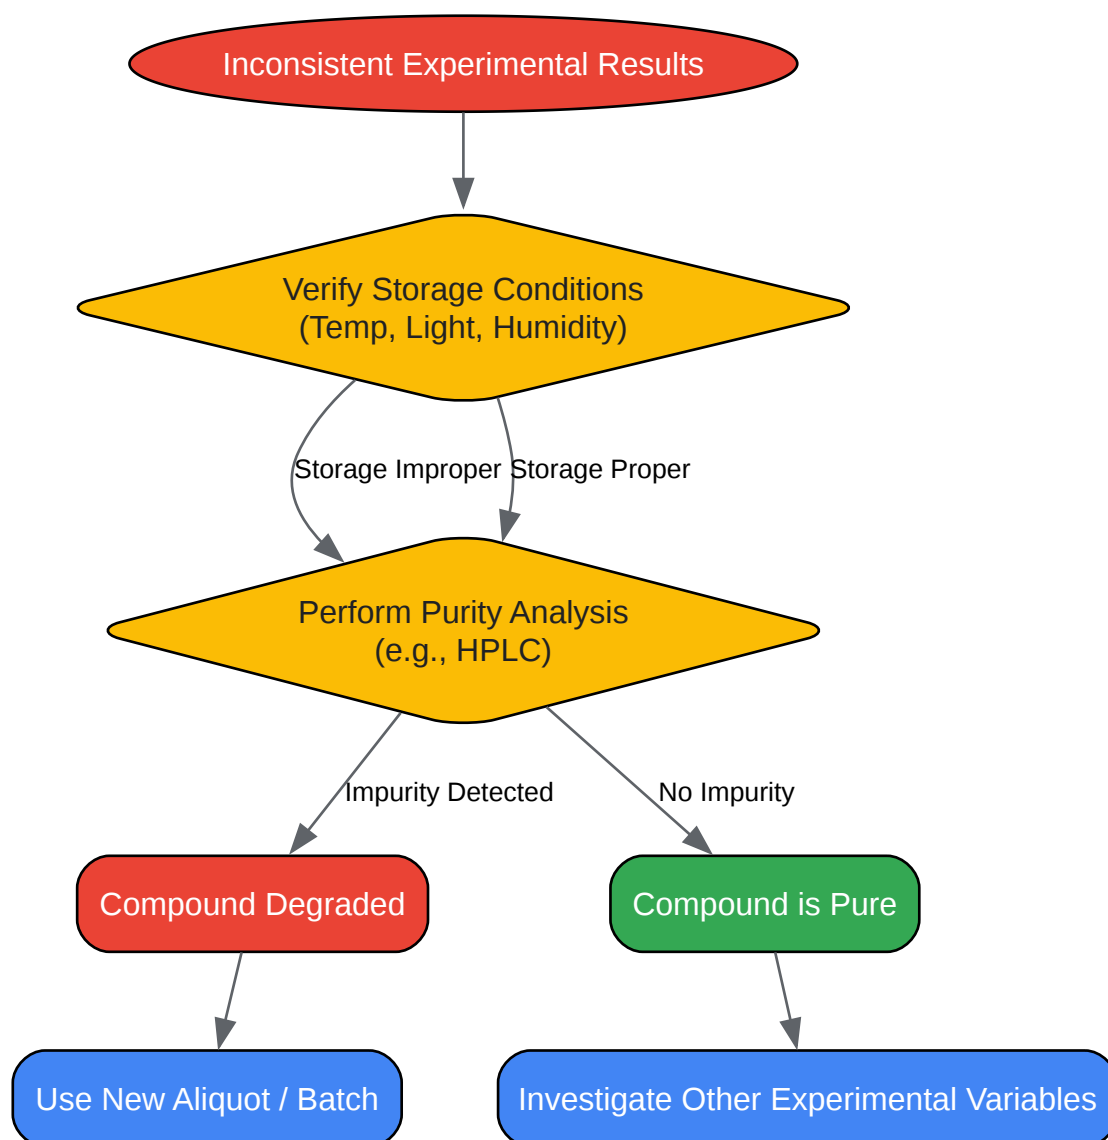 Inconsistent Experimental Results
Verify Storage Conditions
(Temp, Light, Humidity)
Storage Improper
Storage Proper
Perform Purity Analysis
(e.g., HPLC)
Impurity Detected
No Impurity
Compound Degraded
Compound is Pure
Use New Aliquot / Batch
Investigate Other Experimental Variables